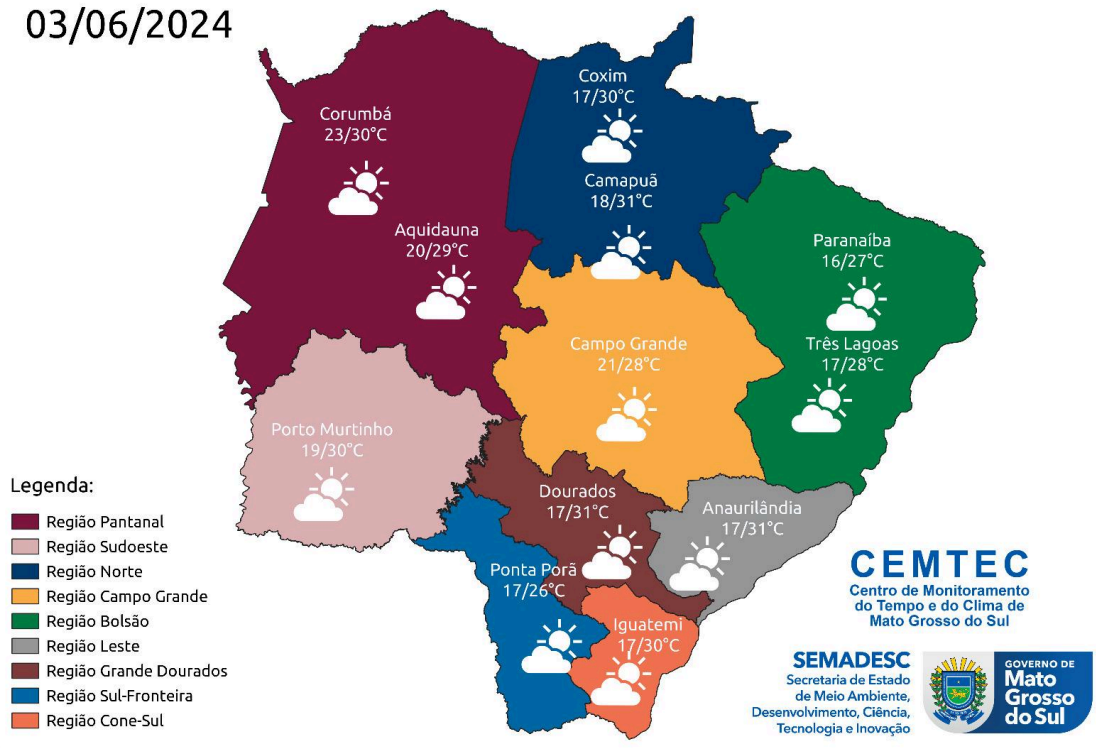 03/06/2024
Coxim
17/30°C
Corumbá
23/30°C
Camapuã
18/31°C
Aquidauna
20/29°C
Paranaíba
16/27°C
Campo Grande
21/28°C
Três Lagoas
17/28°C
Porto Murtinho
19/30°C
Dourados
17/31°C
Anaurilândia
17/31°C
Ponta Porã
17/26°C
Iguatemi
17/30°C
Legenda:
Região Pantanal
Região Sudoeste
Região Norte
Região Campo Grande
Região Bolsão
Região Leste
Região Grande Dourados
Região Sul-Fronteira
Região Cone-Sul
CEMTEC
Centro de Monitoramento
do Tempo e do Clima de
Mato Grosso do Sul
SEMADESC
Secretaria de Estado
de Meio Ambiente,
Desenvolvimento, Ciência,
Tecnologia e Inovação
GOVERNO DE
Mato
Grosso
do Sul